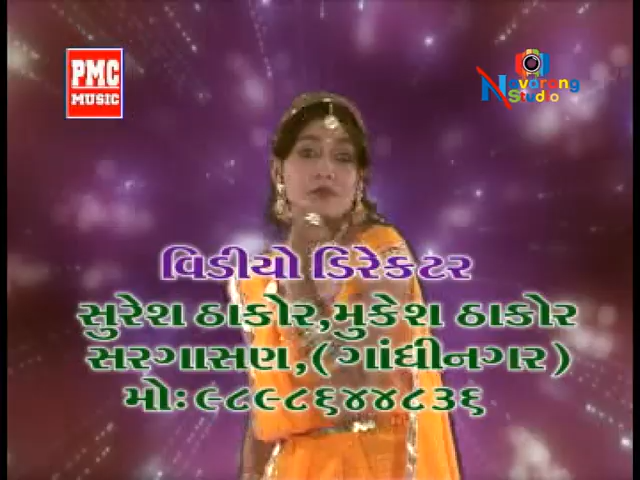 PMC
MUSIC
Navarang
Studio
વિડીયો ડિરેક્ટર
સુરેશ ઠાકોર,મુકેશ ઠાકોર
સરગાસણ,(ગાંધીનગર)
મો:૯૮૯૮૬૪૪૮૩૬